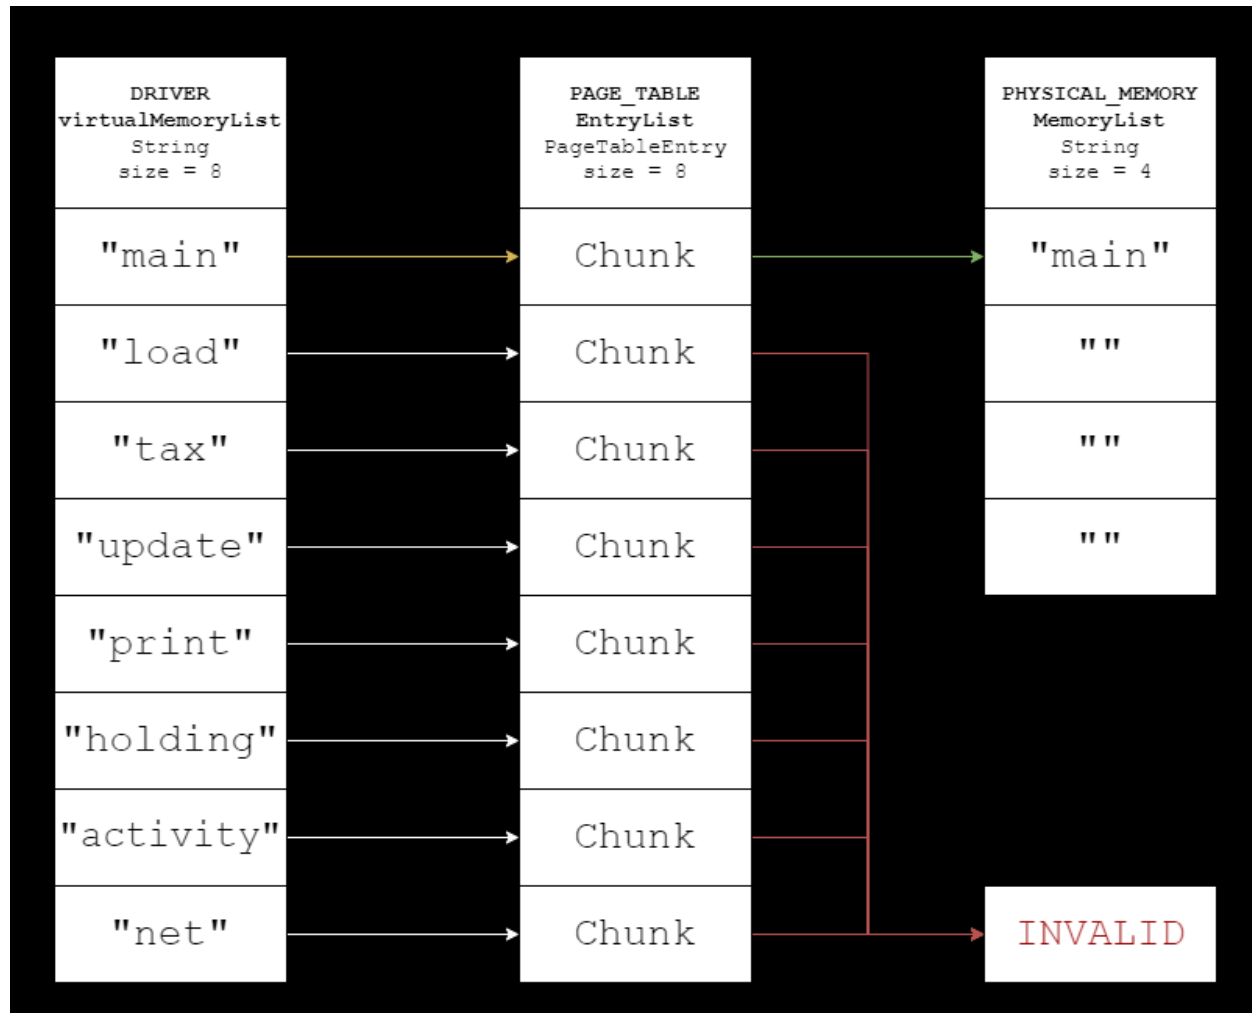 DRIVER
virtualMemoryList
String
size = 8
"main"
"load"
"tax"
"update"
"print"
"holding"
"activity"
"net"
PAGE_TABLE
EntryList
PageTableEntry
size = 8
Chunk
Chunk
Chunk
Chunk
Chunk
Chunk
Chunk
Chunk
PHYSICAL_MEMORY
MemoryList
String
size = 4
"main"
""
""
""
INVALID